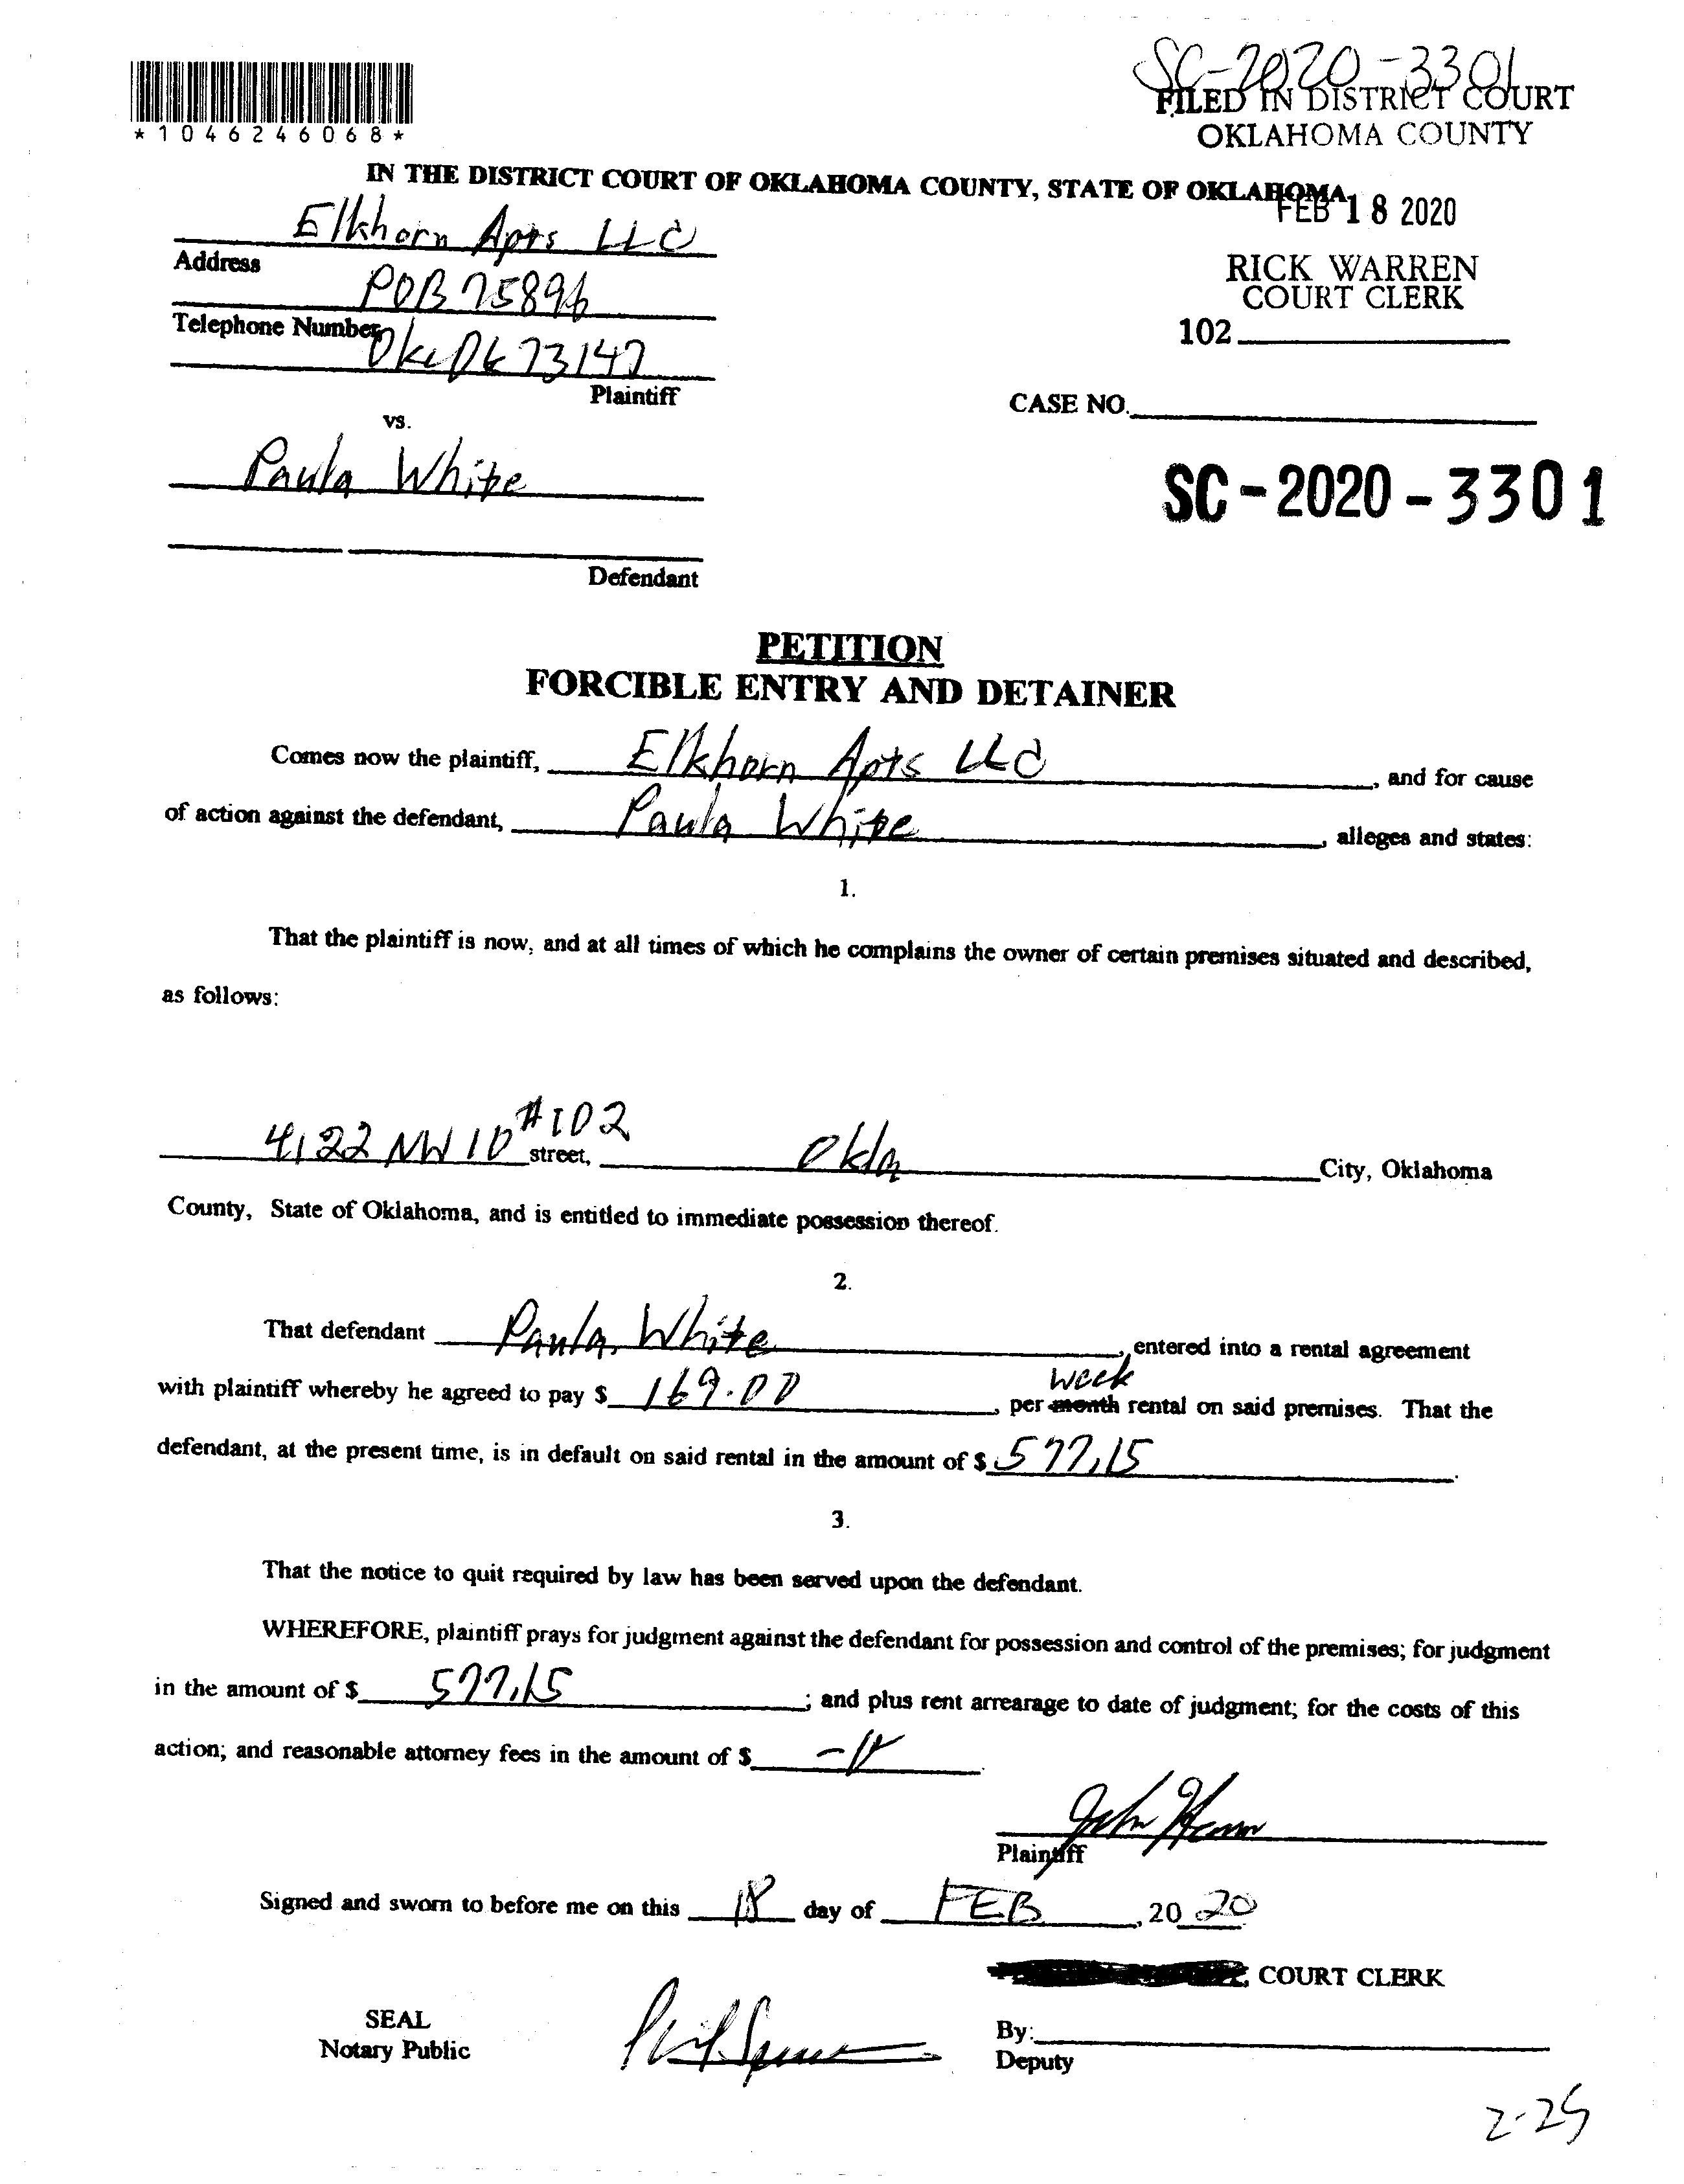 SC-2020-3301
FILED IN DISTRICT COURT
OKLAHOMA COUNTY
*1046246068*
IN THE DISTRICT COURT OF OKLAHOMA COUNTY, STATE OF OKLAHOMA
FEB 18 2020
Elkhorn Apts LLC
Address
POB 75896
RICK WARREN
COURT CLERK
Telephone Number
102
OkcOk 73147
Plaintiff
CASE NO.
vs.
Paula White
SC-2020-3301
Defendant
PETITION
FORCIBLE ENTRY AND DETAINER
Comes now the plaintiff, Elkhorn Apts LLC, and for cause
of action against the defendant, Paula White, alleges and states:
1.
That the plaintiff is now, and at all times of which he complains the owner of certain premises situated and described,
as follows:
4122 NW 10 #102 street, Okla City, Oklahoma
County, State of Oklahoma, and is entitled to immediate possession thereof.
2.
That defendant Paula White, entered into a rental agreement
week
with plaintiff whereby he agreed to pay $ 169.00, per month rental on said premises. That the
defendant, at the present time, is in default on said rental in the amount of $ 577.15.
3.
That the notice to quit required by law has been served upon the defendant.
WHEREFORE, plaintiff prays for judgment against the defendant for possession and control of the premises; for judgment
in the amount of $ 577.15; and plus rent arrearage to date of judgment; for the costs of this
action; and reasonable attorney fees in the amount of $
John
Plaintiff
Signed and sworn to before me on this 18 day of FEB, 20 20
COURT CLERK
SEAL
Notary Public
By:
Deputy
2-25